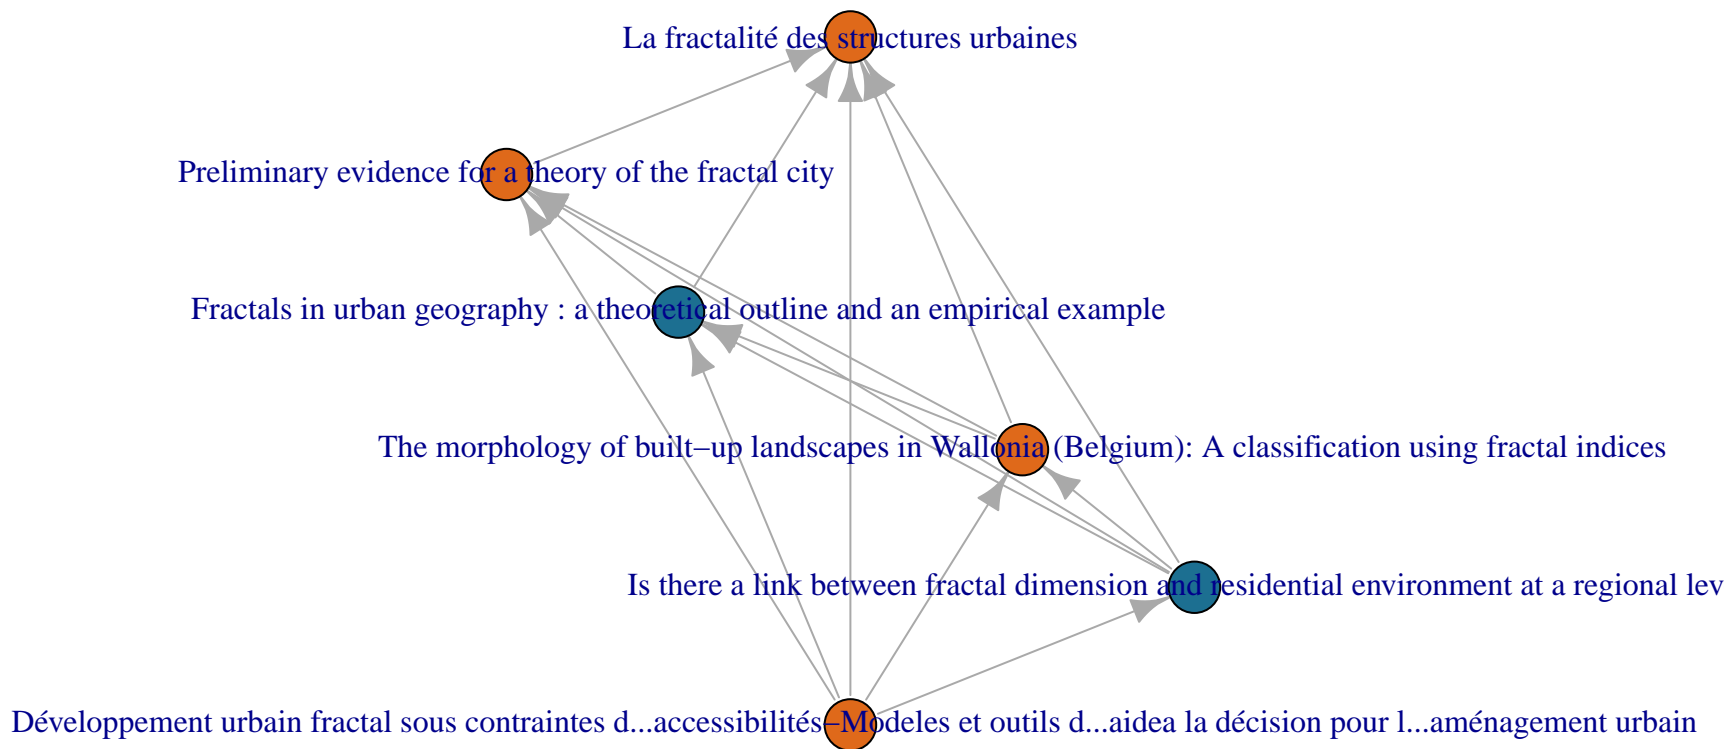 La fractalité des structures urbaines
Preliminary evidence for a theory of the fractal city
Fractals in urban geography : a theoretical outline and an empirical example
The morphology of built−up landscapes in Wallonia (Belgium): A classification using fractal indices
Is there a link between fractal dimension and residential environment at a regional lev
Développement urbain fractal sous contraintes d...accessibilités−Modeles et outils d...aidea la décision pour l...aménagement urbain